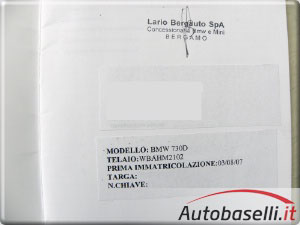 Lario Bergauto SpA
Concessionaria Bmw e Mini
BERGAMO
MODELLO: BMW 730D
TELAIO:WBAHM2102
PRIMA IMMATRICOLAZIONE:03/08/07
TARGA:
N.CHIAVE:
Autobaselli.it